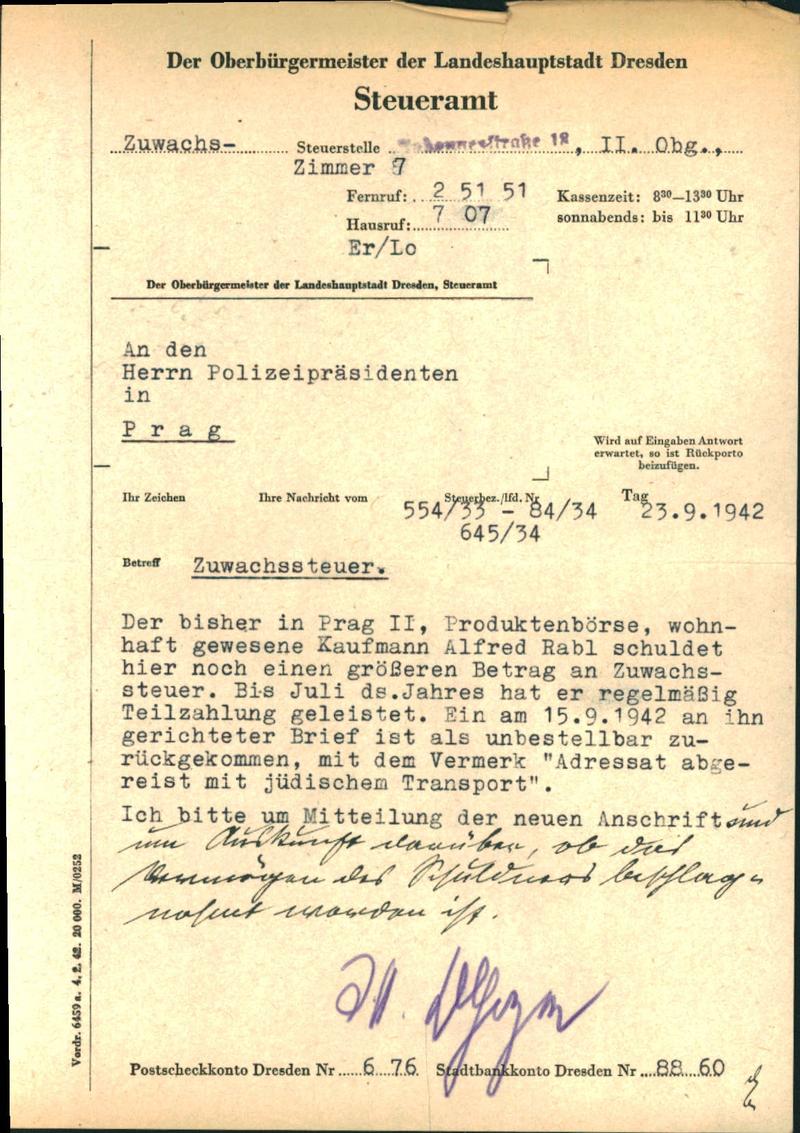 Der Oberbürgermeister der Landeshauptstadt Dresden
Steueramt
Zuwachs- Steuerstelle straße 18, II. Obg.,
Zimmer 7
Fernruf: 2 51 51
Kassenzeit: 8³⁰—13³⁰ Uhr
Hausruf: 7 07
sonnabends: bis 11³⁰ Uhr
Er/Lo
Der Oberbürgermeister der Landeshauptstadt Dresden, Steueramt
An den
Herrn Polizeipräsidenten
in
P r a g
Wird auf Eingaben Antwort
erwartet, so ist Rückporto
beizufügen.
Ihr Zeichen Ihre Nachricht vom Steuerbez./lfd. Nr Tag
554/33 - 84/34 23.9.1942
645/34
Betreff Zuwachssteuer.
Der bisher in Prag II, Produktenbörse, wohn-
haft gewesene Kaufmann Alfred Rabl schuldet
hier noch einen größeren Betrag an Zuwachs-
steuer. Bis Juli ds.Jahres hat er regelmäßig
Teilzahlung geleistet. Ein am 15.9.1942 an ihn
gerichteter Brief ist als unbestellbar zu-
rückgekommen, mit dem Vermerk "Adressat abge-
reist mit jüdischem Transport".
Ich bitte um Mitteilung der neuen Anschrift und
um Auskunft darüber, ob das
Vermögen des Schuldners beschlag-
nahmt worden ist.
Postscheckkonto Dresden Nr 6 76 Stadtbankkonto Dresden Nr 88 60
Vordr. 6459 a. 4. 2. 42. 20 000. M/0252